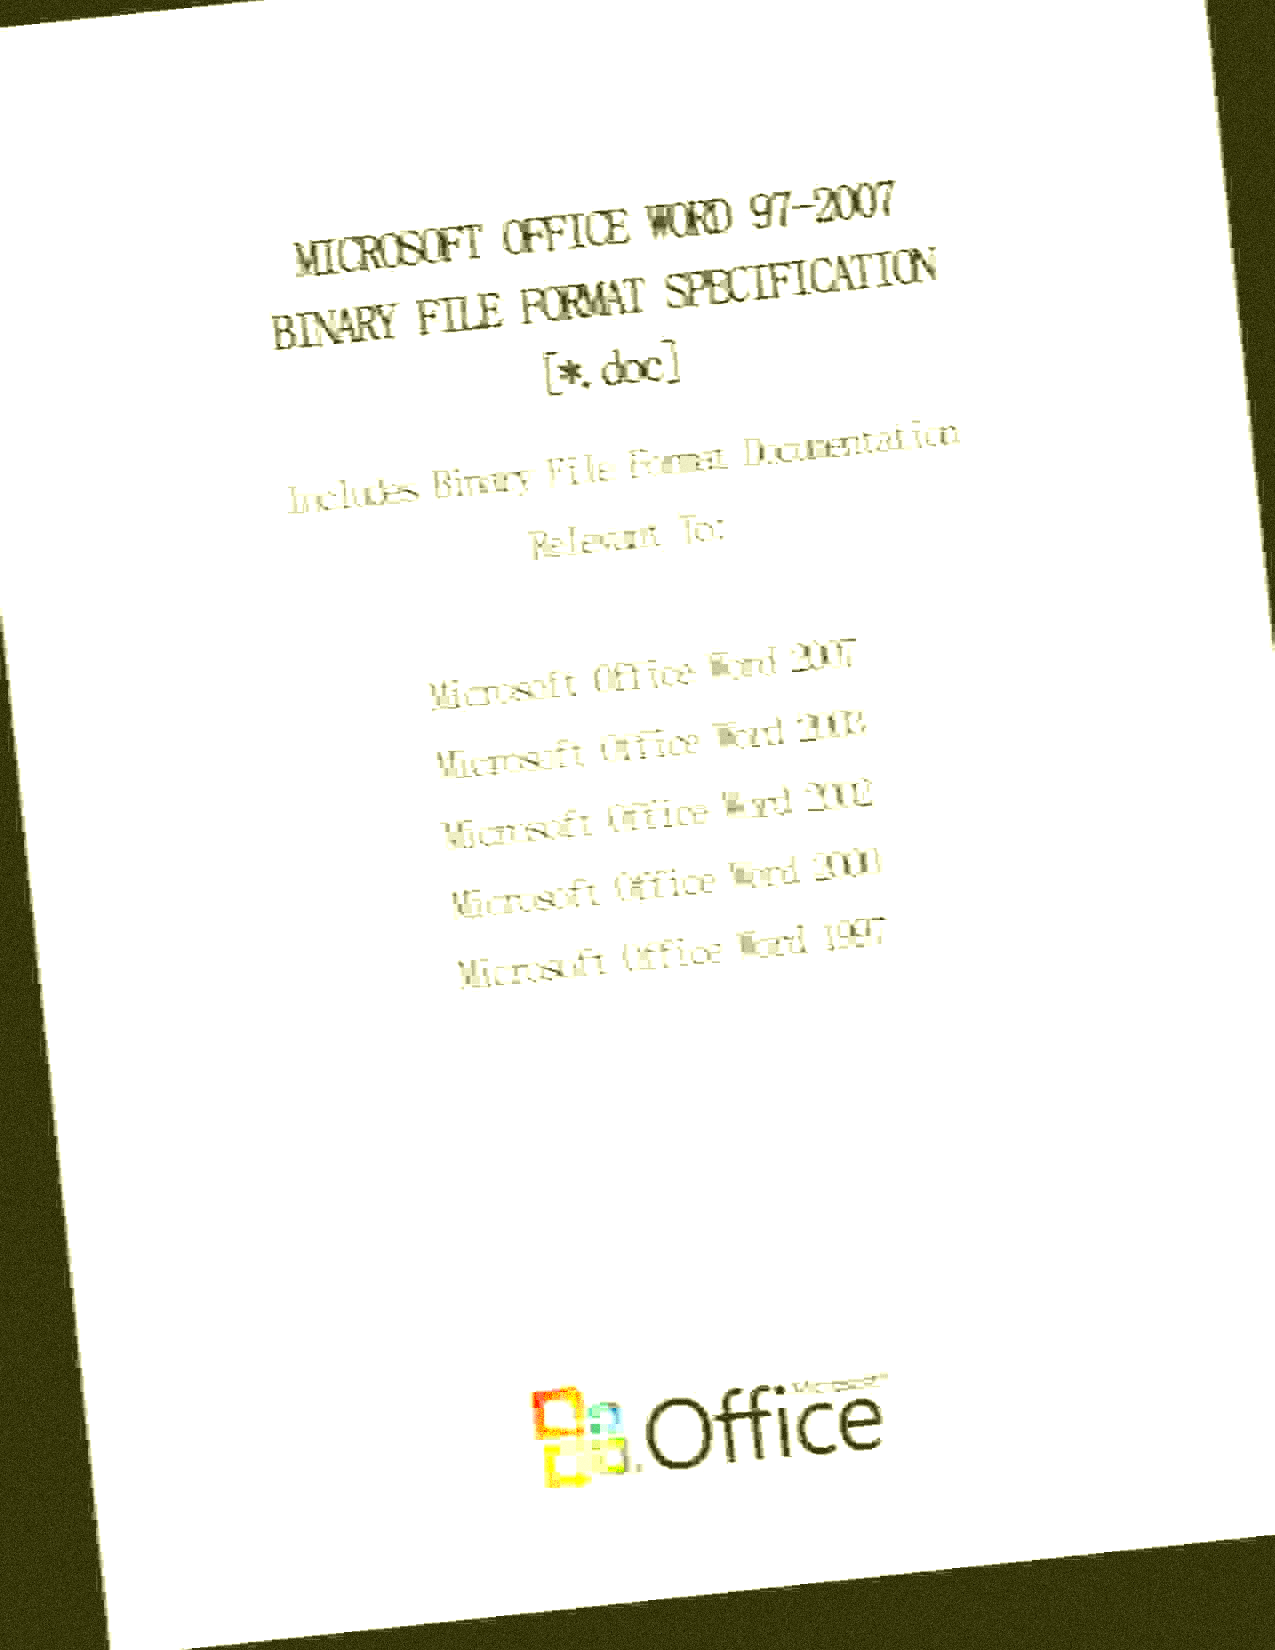 MICROSOFT OFFICE WORD 97-2007
BINARY FILE FORMAT SPECIFICATION
[*.doc]
Includes Binary File Format Documentation
Relevant To:
Microsoft Office Word 2007
Microsoft Office Word 2003
Microsoft Office Word 2002
Microsoft Office Word 2000
Microsoft Office Word 1997
Microsoft
Office